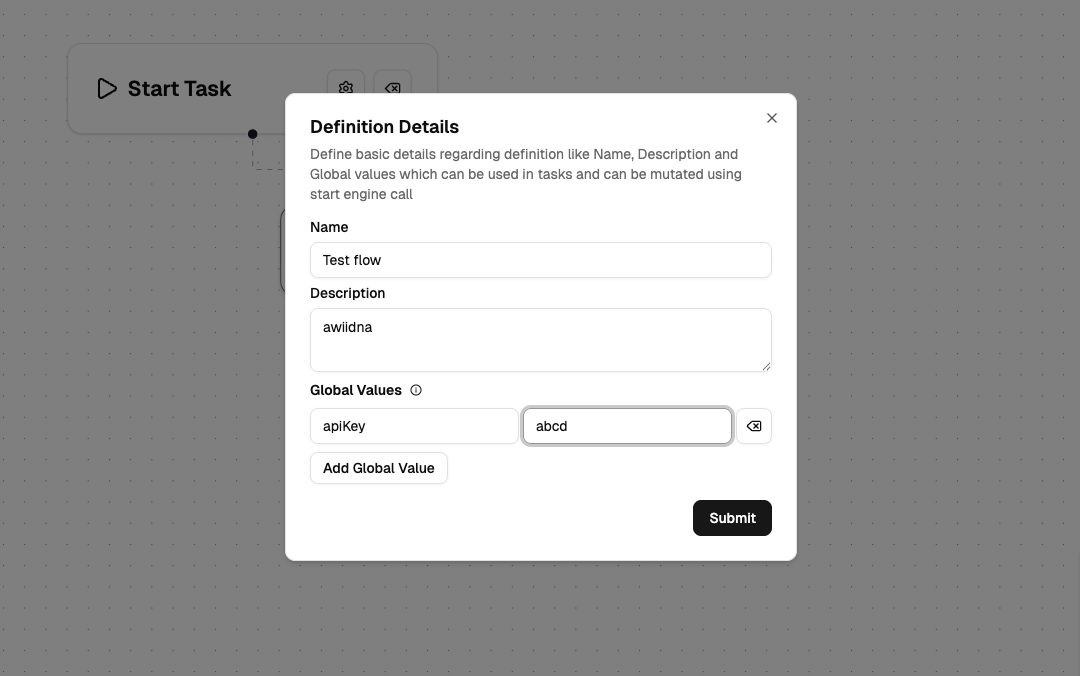 Start Task
Definition Details
Define basic details regarding definition like Name, Description and
Global values which can be used in tasks and can be mutated using
start engine call
Name
Test flow
Description
awiidna
Global Values
apiKey abcd
Add Global Value
Submit